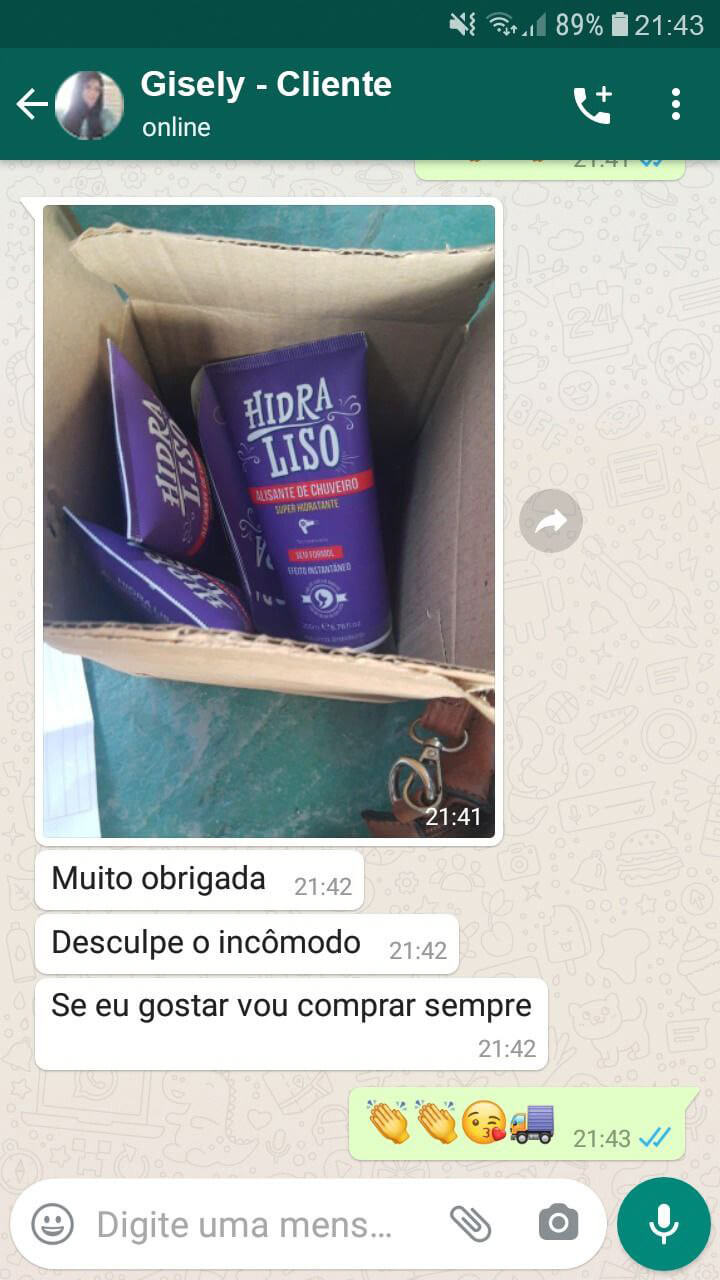 89% 21:43
Gisely - Cliente
online
21:41
HIDRA
LISO
ALISANTE DE CHUVEIRO
SUPER HIDRATANTE
SEM FORMOL
EFEITO INSTANTÂNEO
HIDRA
LISO
ALISANTE DE
21:41
Muito obrigada 21:42
Desculpe o incômodo 21:42
Se eu gostar vou comprar sempre
21:42
👏👏😘🚛 21:43
Digite uma mens...